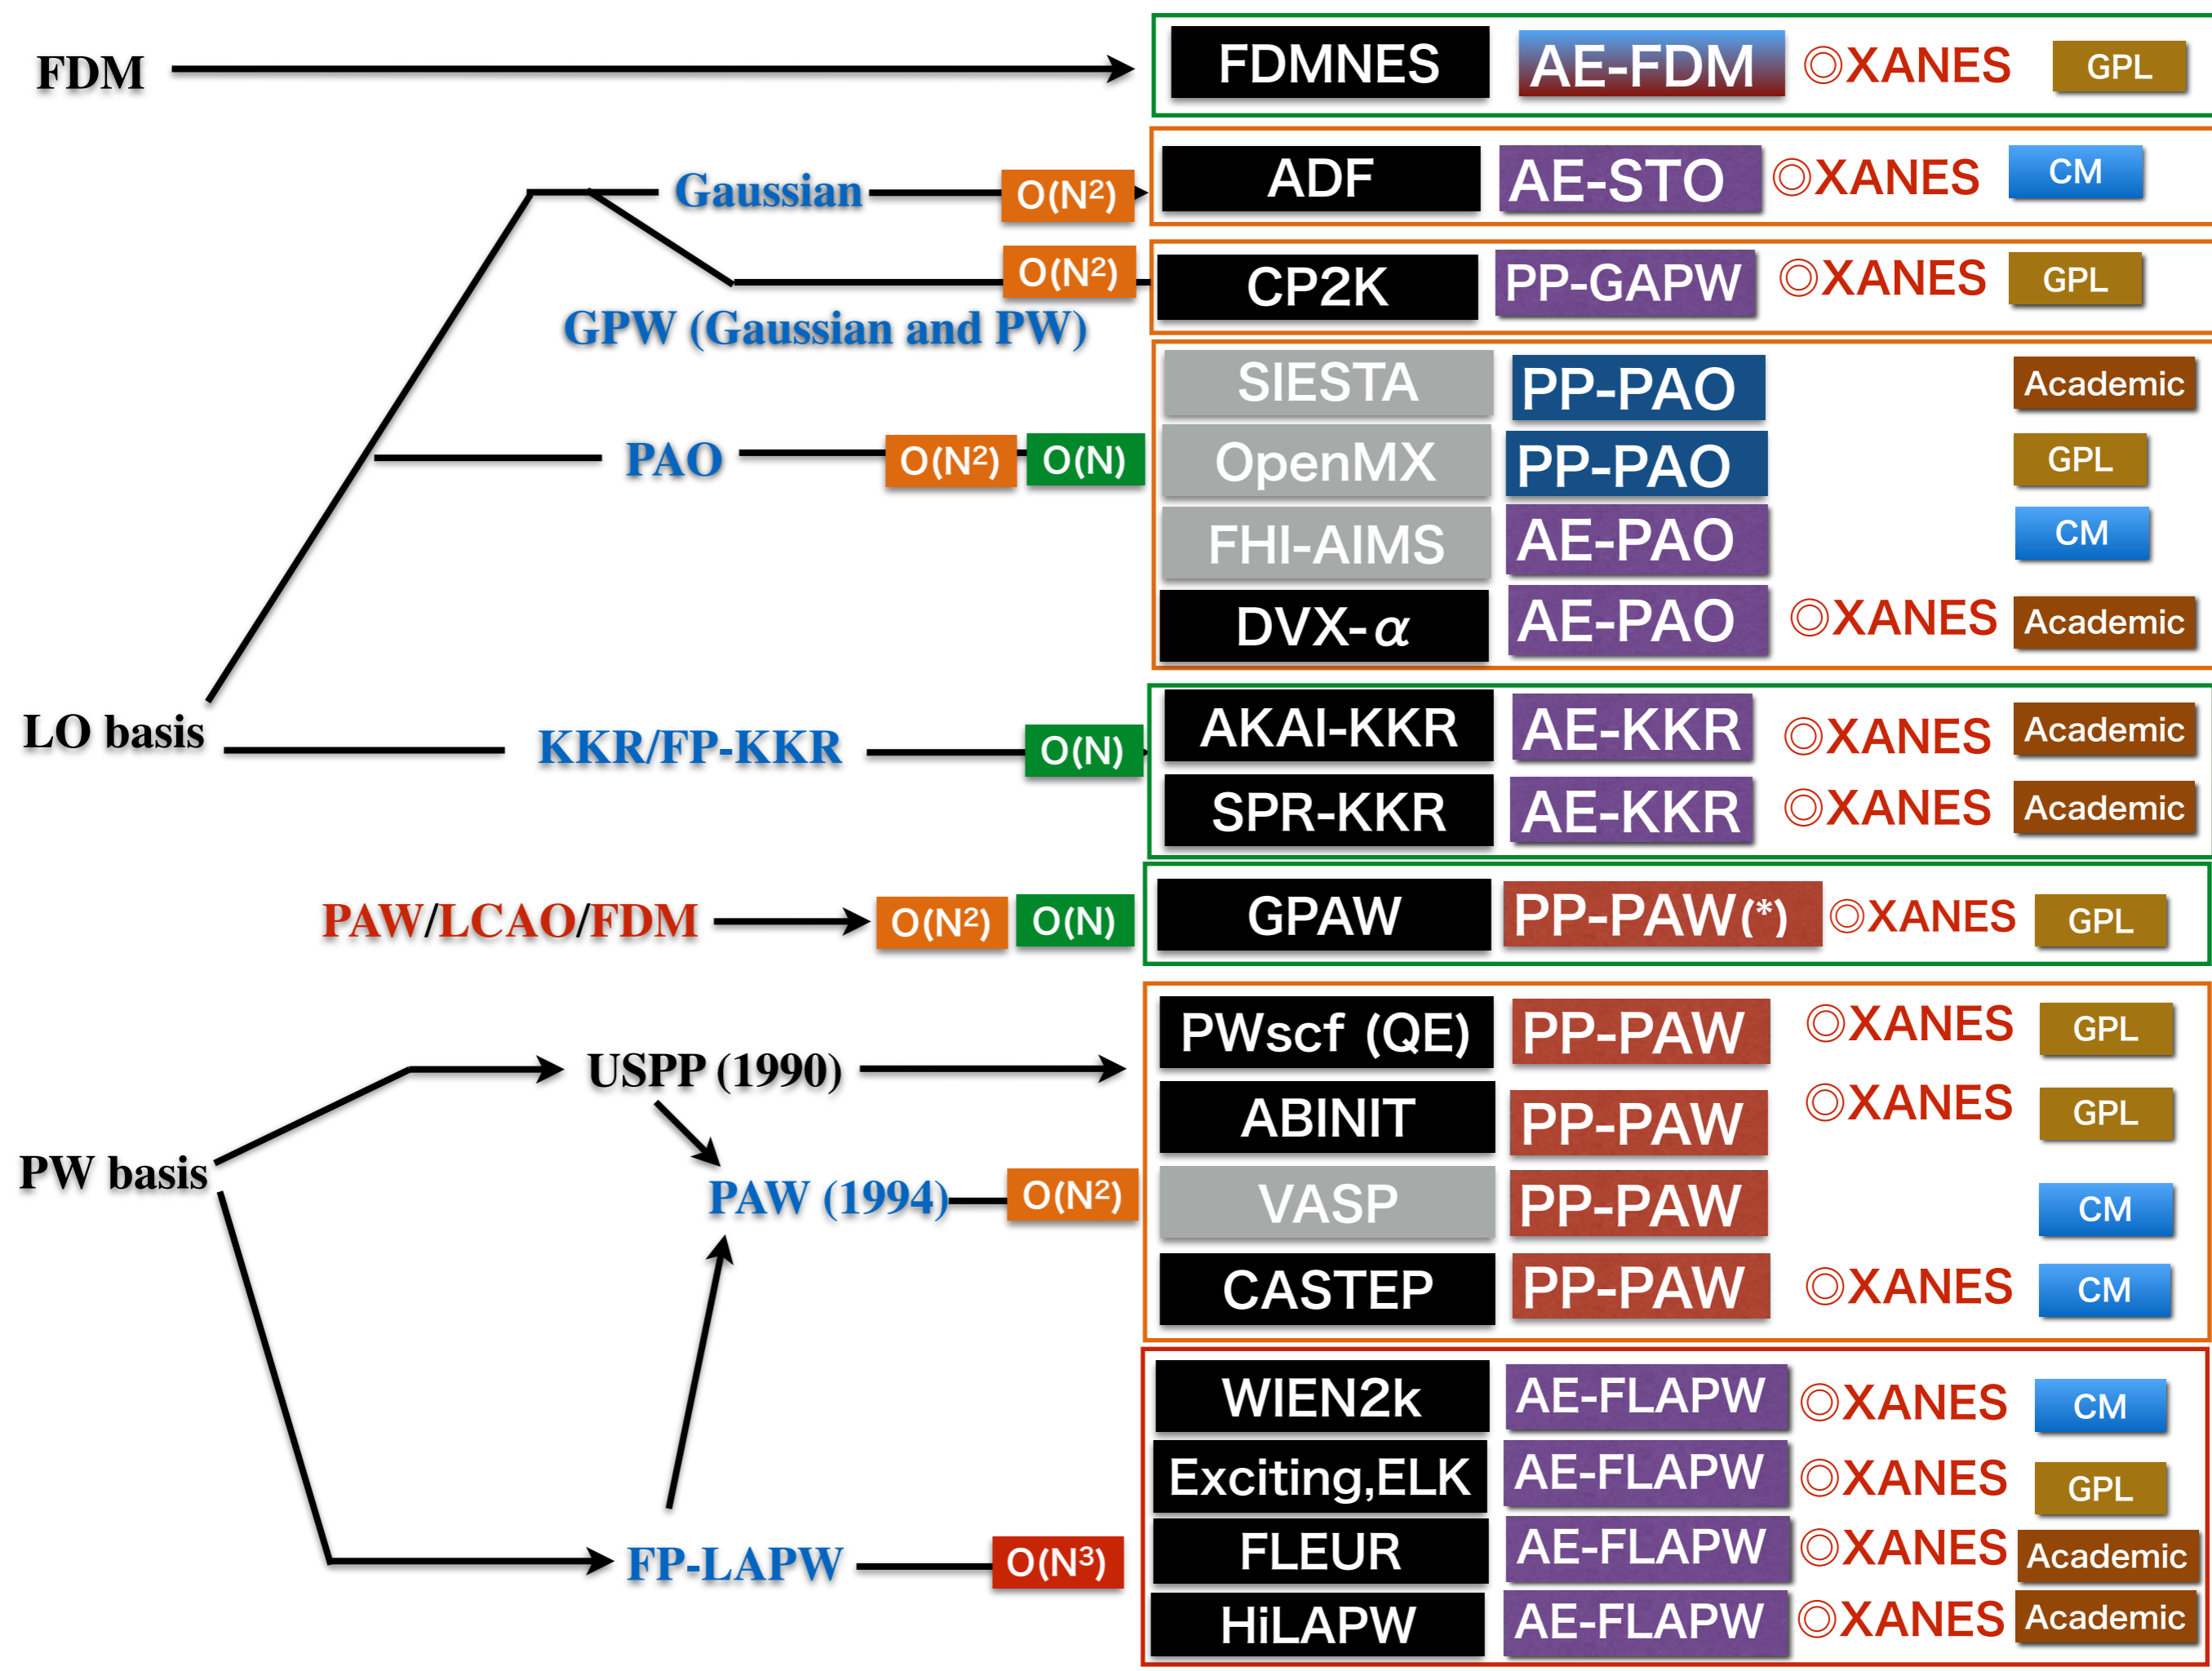 FDM FDMNES AE-FDM ◎XANES GPL
Gaussian O(N²) ADF AE-STO ◎XANES CM
O(N²) CP2K PP-GAPW ◎XANES GPL
GPW (Gaussian and PW)
SIESTA PP-PAO Academic
PAO O(N²) O(N) OpenMX PP-PAO GPL
FHI-AIMS AE-PAO CM
DVX-α AE-PAO ◎XANES Academic
LO basis KKR/FP-KKR O(N) AKAI-KKR AE-KKR ◎XANES Academic
SPR-KKR AE-KKR ◎XANES Academic
PAW/LCAO/FDM O(N²) O(N) GPAW PP-PAW(*) ◎XANES GPL
PWscf (QE) PP-PAW ◎XANES GPL
USPP (1990)
ABINIT PP-PAW ◎XANES GPL
PW basis
PAW (1994) O(N²) VASP PP-PAW CM
CASTEP PP-PAW ◎XANES CM
WIEN2k AE-FLAPW ◎XANES CM
Exciting,ELK AE-FLAPW ◎XANES GPL
FP-LAPW O(N³) FLEUR AE-FLAPW ◎XANES Academic
HiLAPW AE-FLAPW ◎XANES Academic